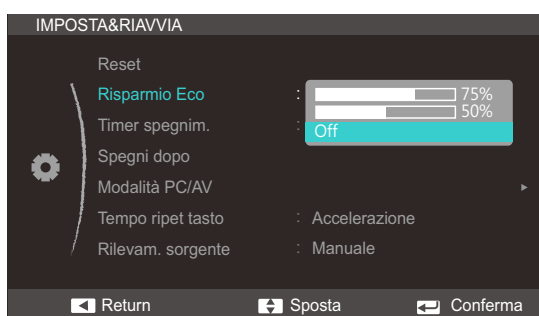 IMPOSTA&RIAVVIA
Reset
Risparmio Eco : 75%
50%
Timer spegnim. : Off
Spegni dopo
Modalità PC/AV
Tempo ripet tasto : Accelerazione
Rilevam. sorgente : Manuale
Return Sposta Conferma